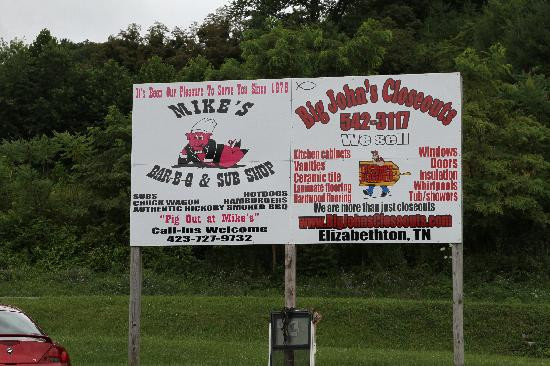 It's Been Our Pleasure To Serve You Since 1978
MIKE'S
BAR-B-Q & SUB SHOP
SUBS HOTDOGS
CHUCK WAGON HAMBURGERS
AUTHENTIC HICKORY SMOKED BBQ
"Pig Out at Mike's"
Call-Ins Welcome
423-727-9732
Big John's Closeouts
542-3117
We sell
Kitchen cabinets
Vanities
Ceramic tile
Laminate flooring
Hardwood flooring
Windows
Doors
Insulation
Whirlpools
Tub/showers
We are more than just closeouts
www.BigJohnsCloseouts.com
Elizabethton, TN